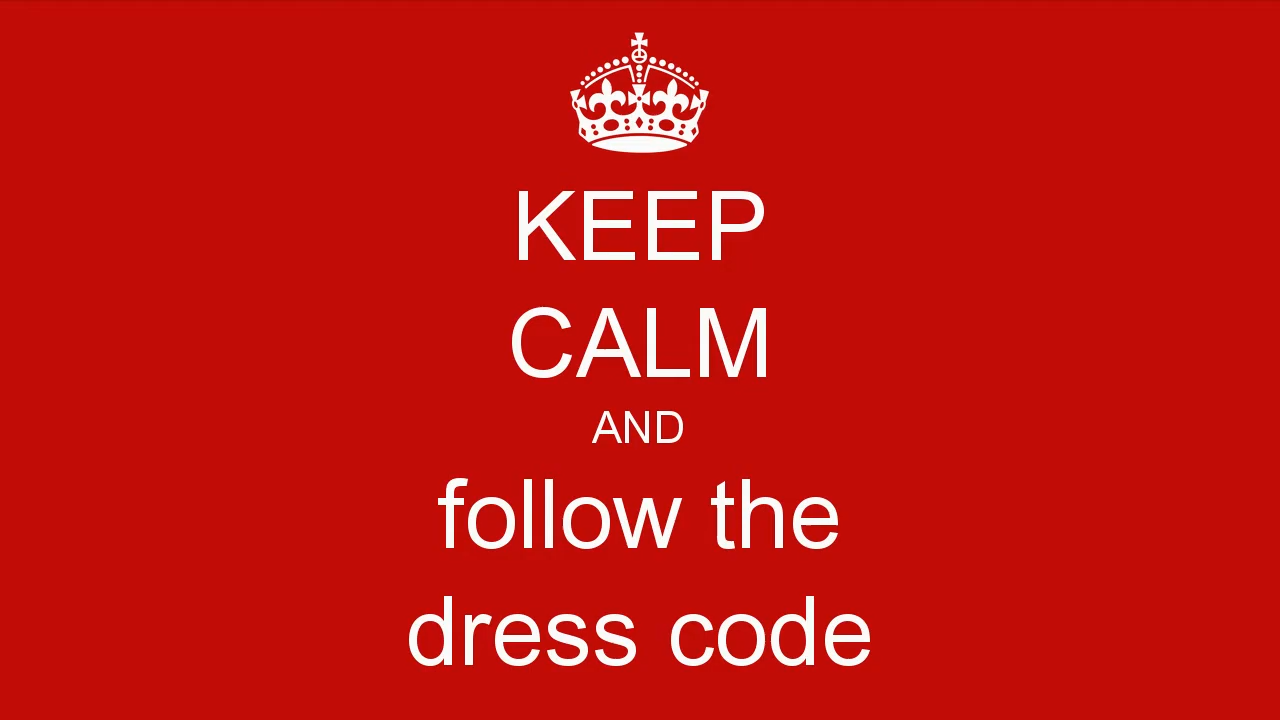 KEEP
CALM
AND
follow the
dress code